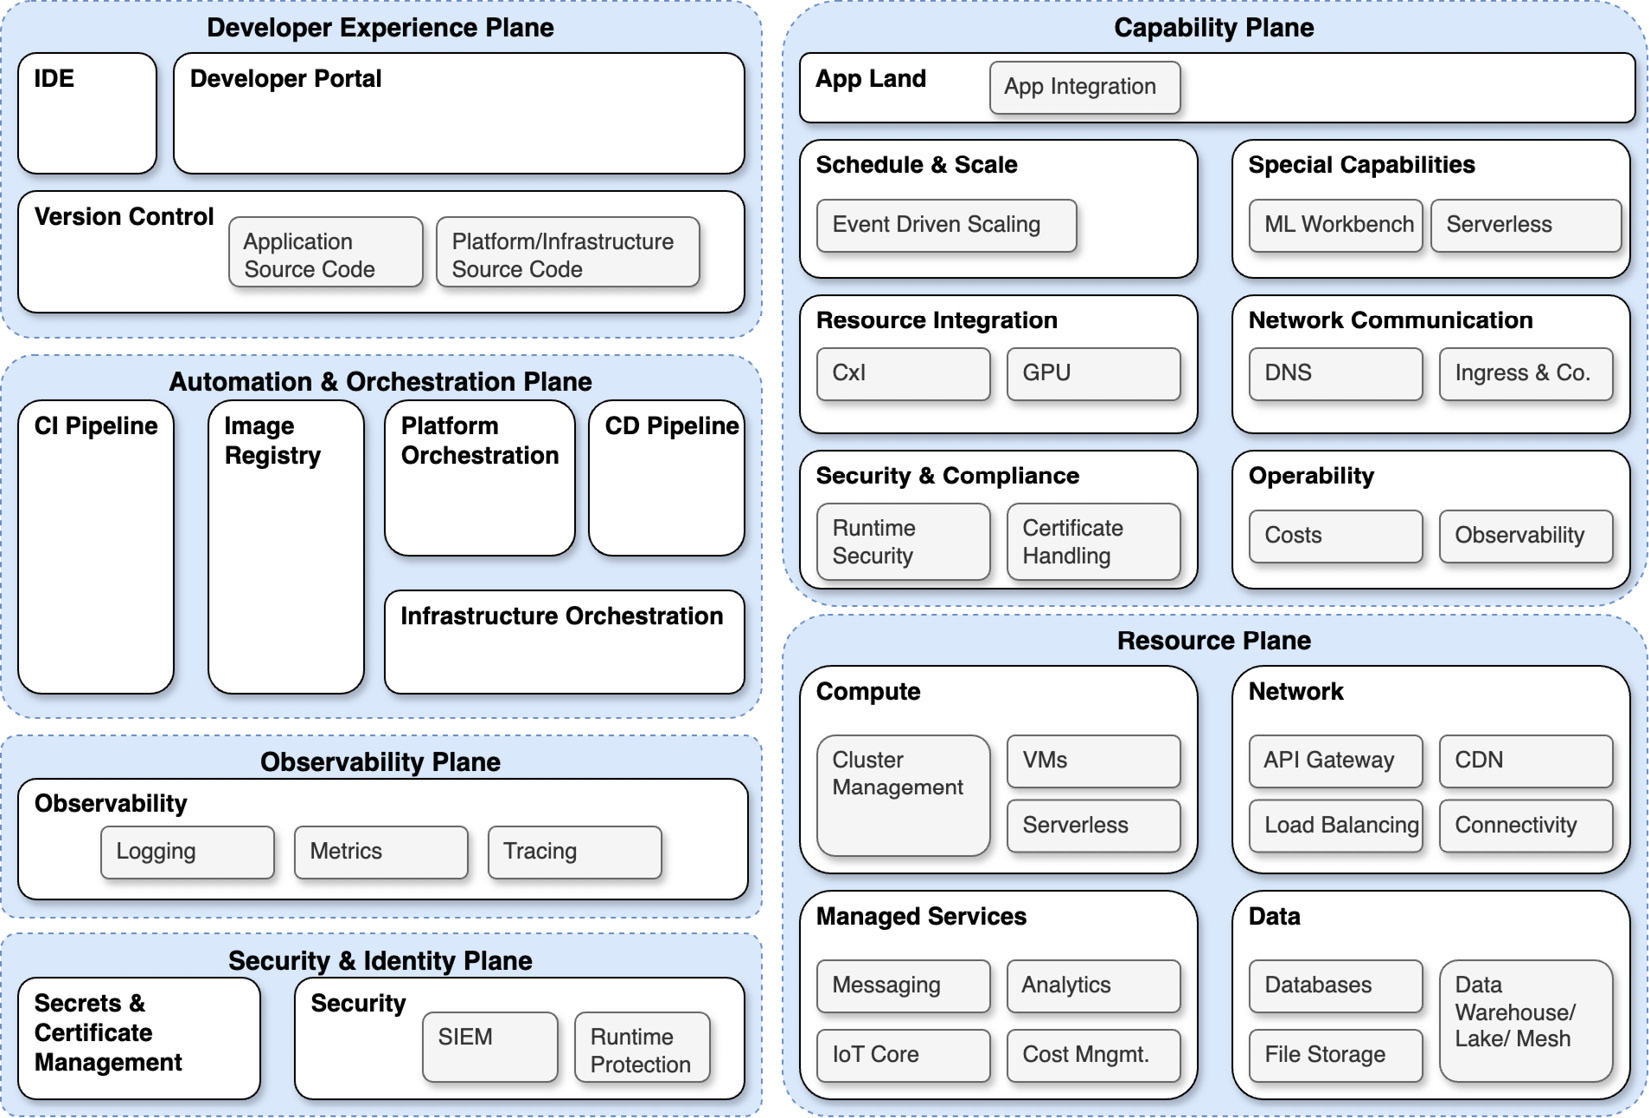 Developer Experience Plane
IDE
Developer Portal
Version Control
Application
Source Code
Platform/Infrastructure
Source Code
Automation & Orchestration Plane
CI Pipeline
Image
Registry
Platform
Orchestration
CD Pipeline
Infrastructure Orchestration
Observability Plane
Observability
Logging
Metrics
Tracing
Security & Identity Plane
Secrets &
Certificate
Management
Security
SIEM
Runtime
Protection
Capability Plane
App Land
App Integration
Schedule & Scale
Event Driven Scaling
Special Capabilities
ML Workbench
Serverless
Resource Integration
CxI
GPU
Network Communication
DNS
Ingress & Co.
Security & Compliance
Runtime
Security
Certificate
Handling
Operability
Costs
Observability
Resource Plane
Compute
Cluster
Management
VMs
Serverless
Network
API Gateway
CDN
Load Balancing
Connectivity
Managed Services
Messaging
Analytics
IoT Core
Cost Mngmt.
Data
Databases
File Storage
Data
Warehouse/
Lake/ Mesh